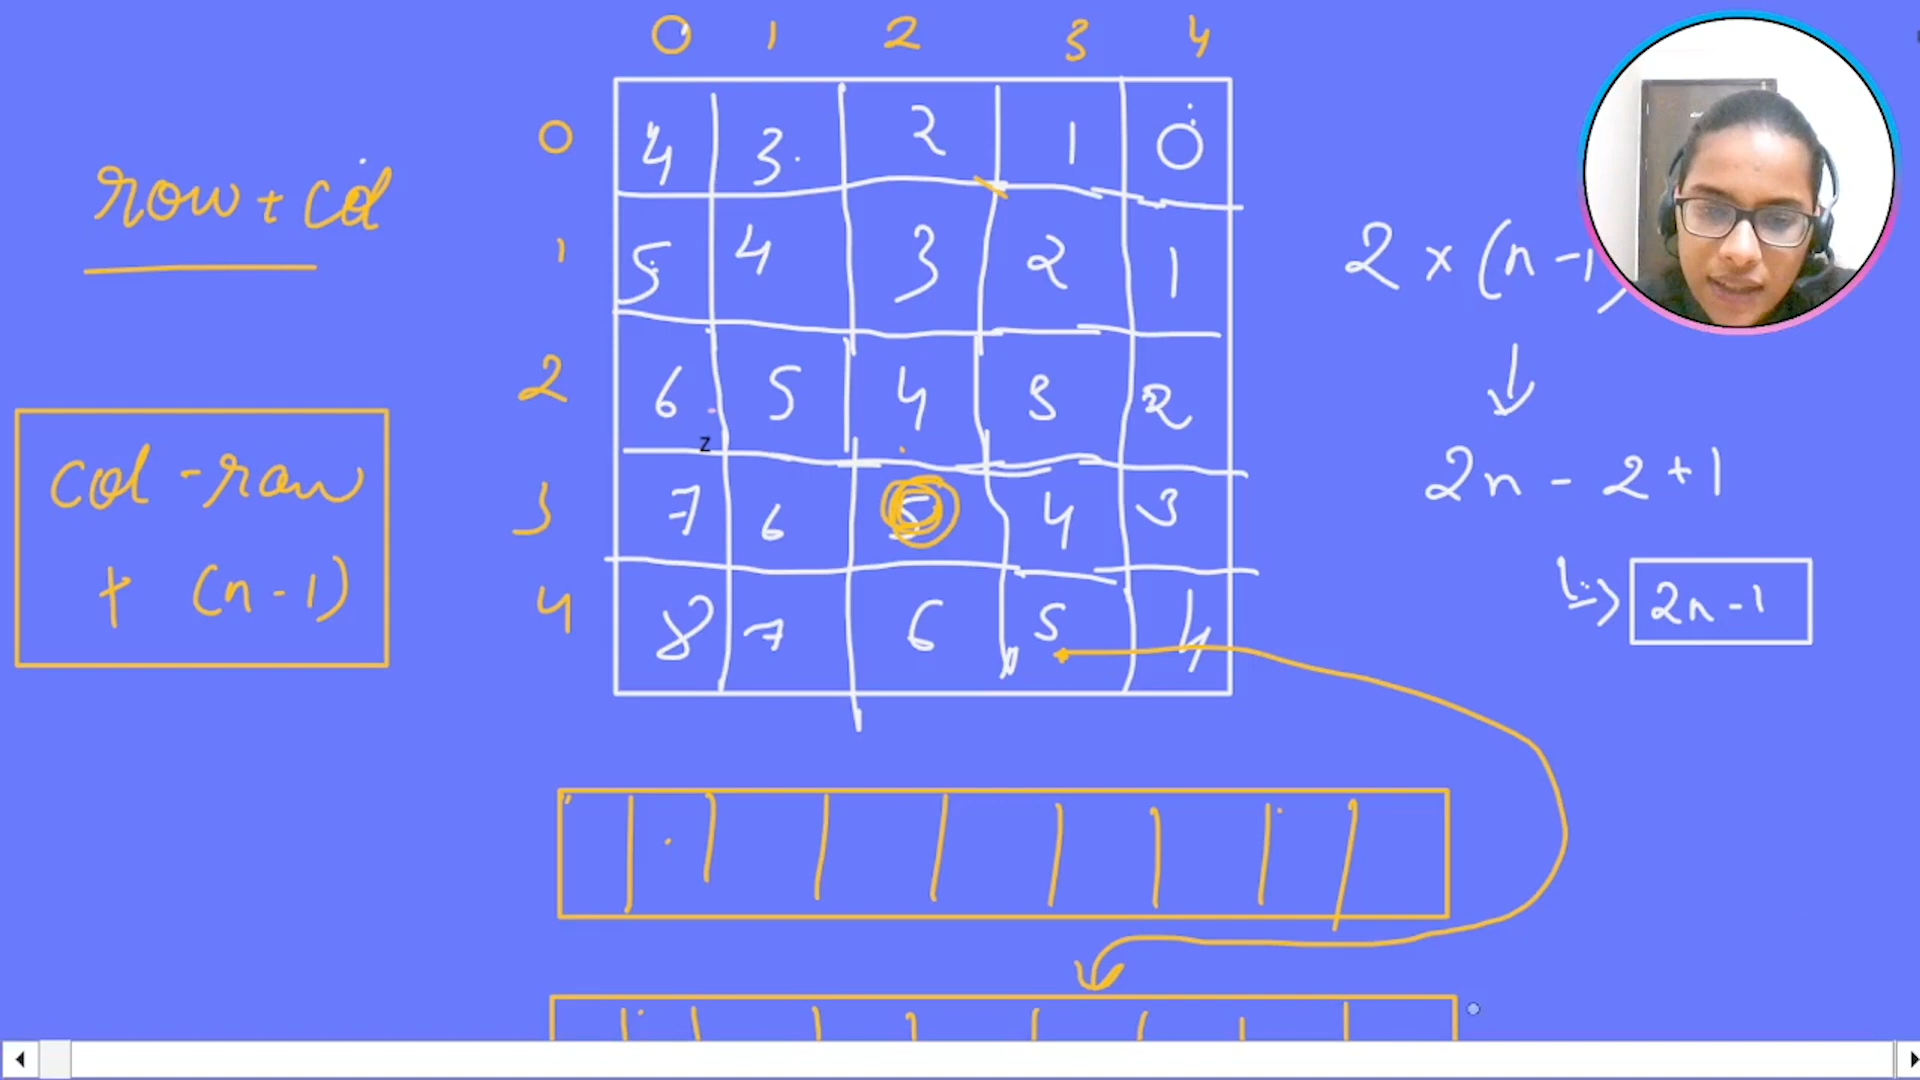 0 1 2 3 4
0 4 3 2 1 0
row + col
1 5 4 3 2 1
2 × (n - 1)
2 6 5 4 3 2
z
col - row
2n - 2 + 1
3 7 6 5 4 3
+ (n - 1)
4 8 7 6 5 4
2n - 1